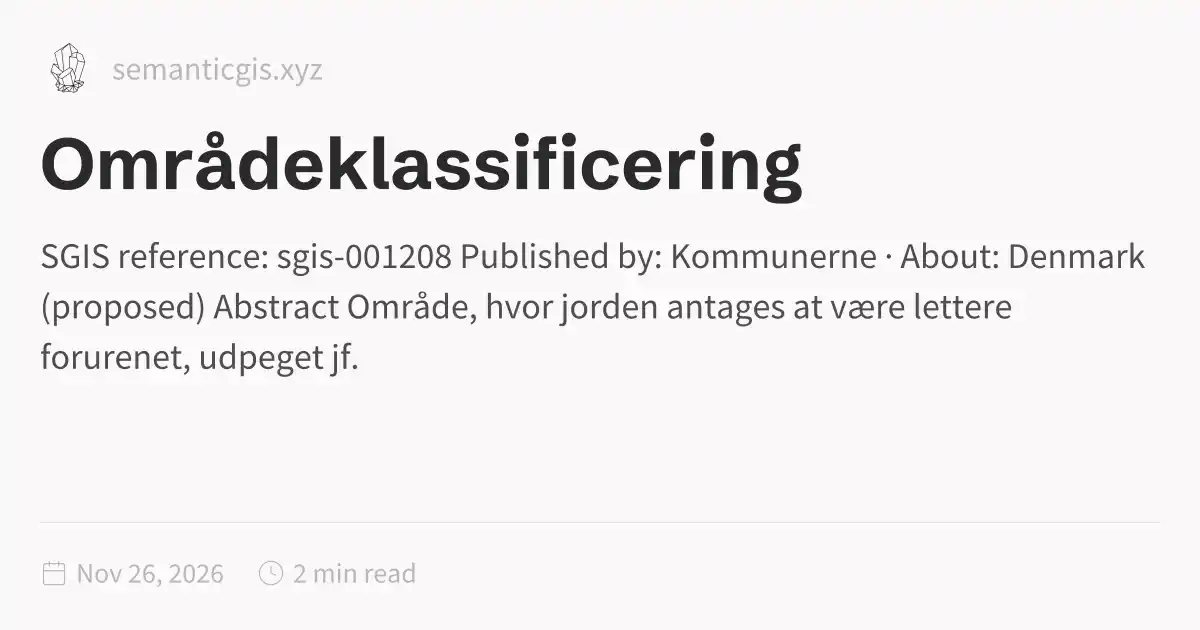 semanticgis.xyz
Områdeklassificering
SGIS reference: sgis-001208 Published by: Kommunerne · About: Denmark
(proposed) Abstract Område, hvor jorden antages at være lettere
forurenet, udpeget jf.
Nov 26, 2026 2 min read